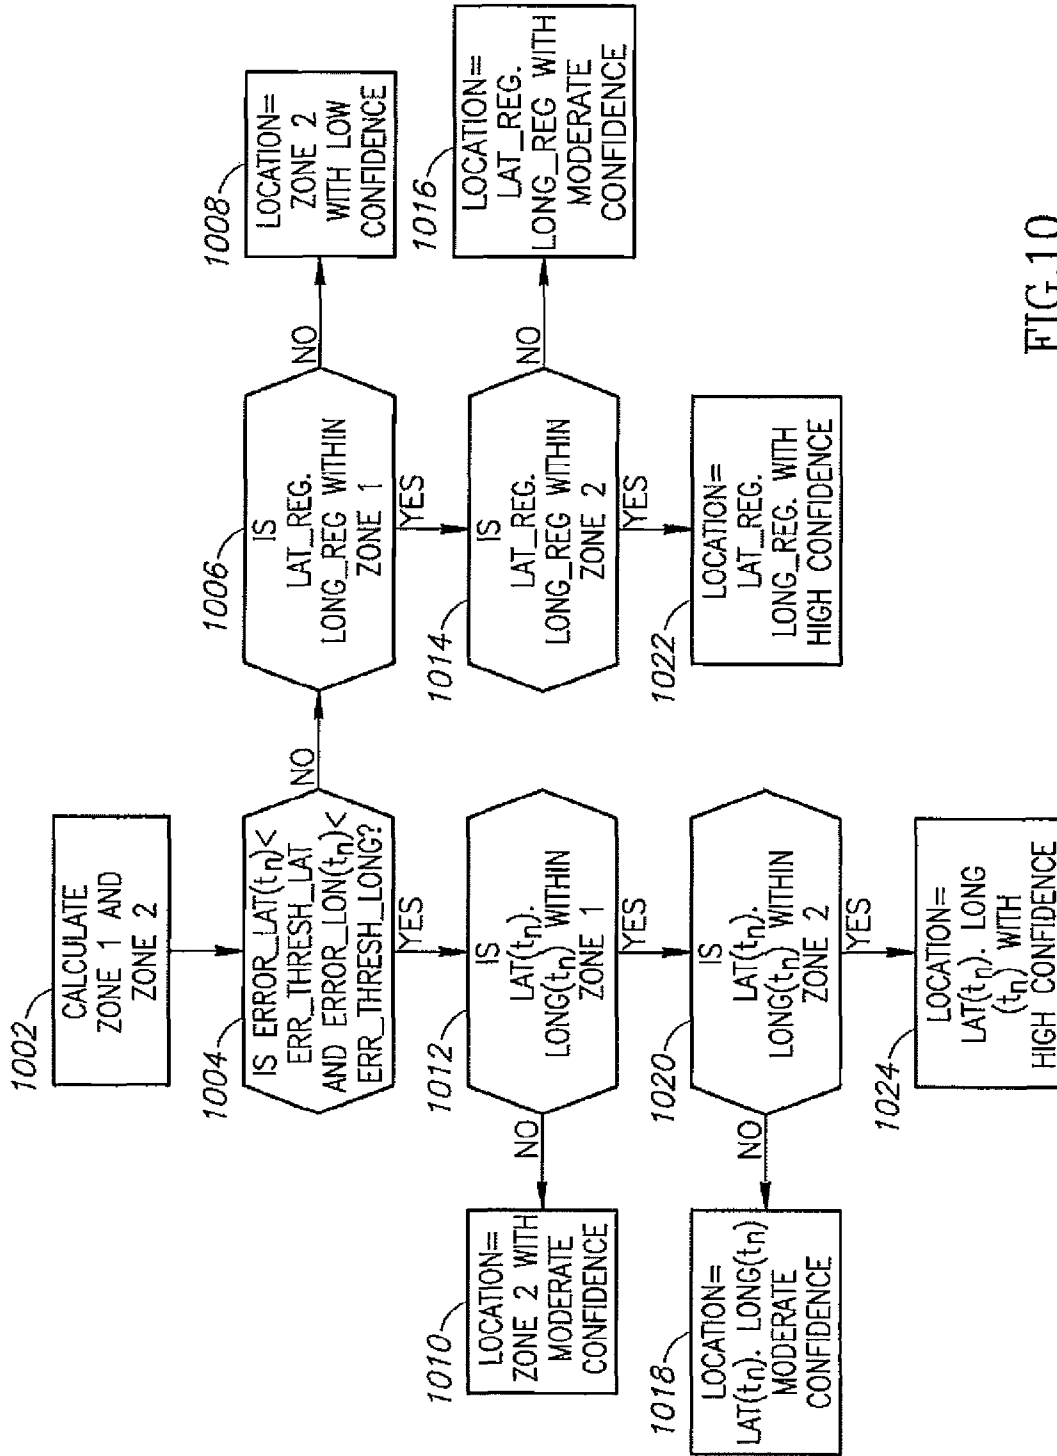 1002
CALCULATE
ZONE 1 AND
ZONE 2
1004
IS ERROR_LAT(tn)<
ERR_THRESH_LAT
AND ERROR_LON(tn)<
ERR_THRESH_LONG?
NO
YES
1006
IS
LAT_REG.
LONG_REG WITHIN
ZONE 1
NO
YES
1008
LOCATION=
ZONE 2
WITH LOW
CONFIDENCE
1010
LOCATION=
ZONE 2 WITH
MODERATE
CONFIDENCE
1012
IS
LAT(tn).
LONG(tn) WITHIN
ZONE 1
NO
YES
1014
IS
LAT_REG.
LONG_REG WITHIN
ZONE 2
NO
YES
1016
LOCATION=
LAT_REG.
LONG_REG WITH
MODERATE
CONFIDENCE
1018
LOCATION=
LAT(tn). LONG(tn)
MODERATE
CONFIDENCE
1020
IS
LAT(tn).
LONG(tn) WITHIN
ZONE 2
NO
YES
1022
LOCATION=
LAT_REG.
LONG_REG. WITH
HIGH CONFIDENCE
1024
LOCATION=
LAT(tn). LONG
(tn) WITH
HIGH CONFIDENCE
FIG.10